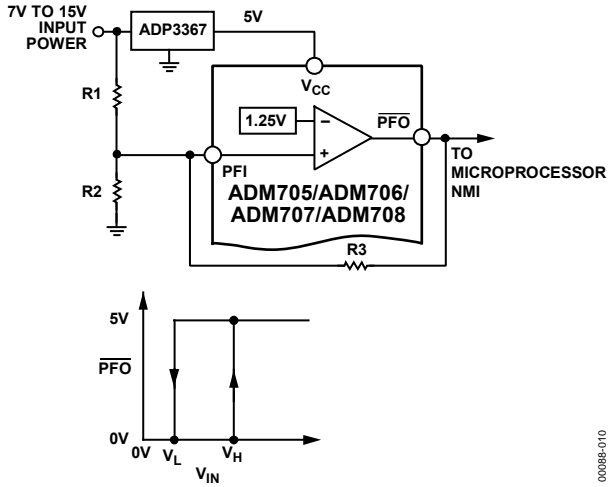 7V TO 15V
INPUT
POWER
ADP3367
5V
VCC
R1
1.25V
−
+
PFO
PFI
TO
MICROPROCESSOR
NMI
R2
ADM705/ADM706/
ADM707/ADM708
R3
5V
PFO
0V
0V
VL
VH
VIN
00088-010